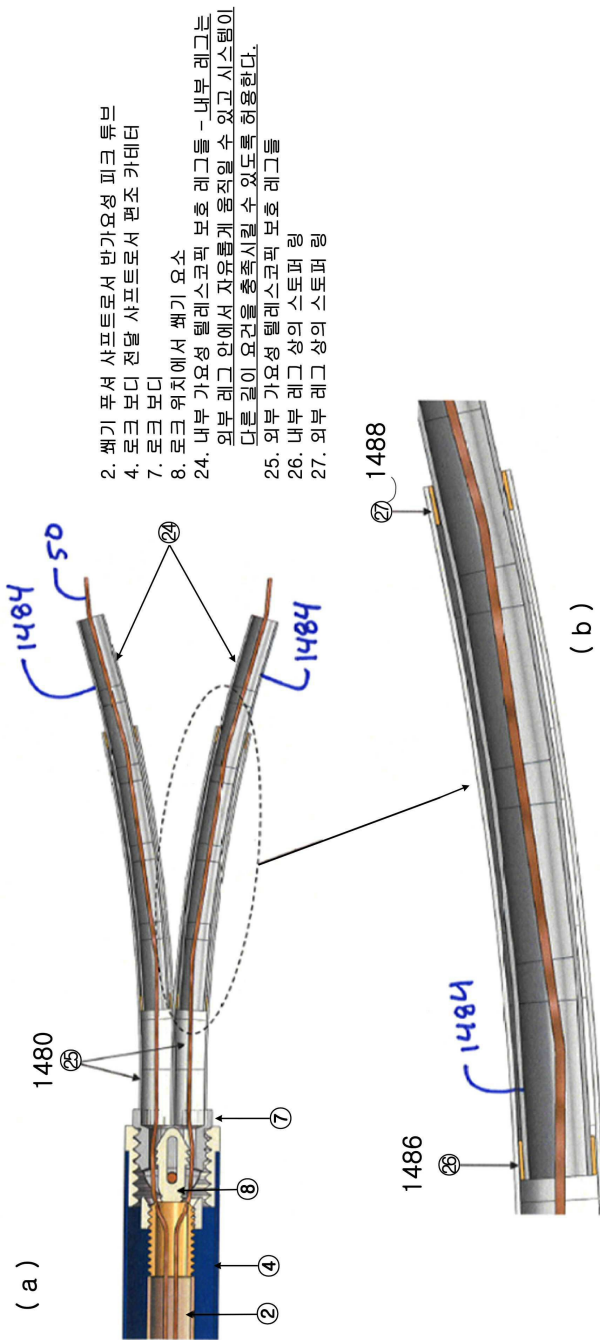 (a)
1480
㉕
1484
50
㉔
1484
②
④
⑧
⑦
2. 쐐기 푸셔 샤프트로서 반가요성 피크 튜브
4. 로크 보디 전달 샤프트로서 편조 카테터
7. 로크 보디
8. 로크 위치에서 쐐기 요소
24. 내부 가요성 텔레스코픽 보호 레그들 - 내부 레그는
외부 레그 안에서 자유롭게 움직일 수 있고 시스템이
다른 길이 요건을 충족시킬 수 있도록 허용한다.
25. 외부 가요성 텔레스코픽 보호 레그들
26. 내부 레그 상의 스토퍼 링
27. 외부 레그 상의 스토퍼 링
1486
㉖
1484
㉗
1488
(b)